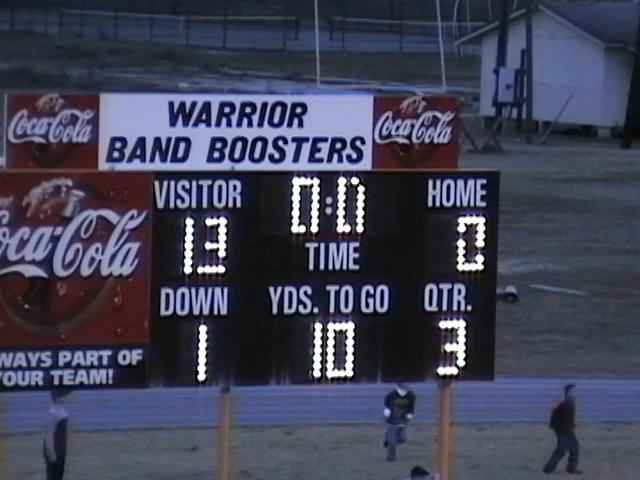 Coca-Cola WARRIOR BAND BOOSTERS Coca-Cola
Coca-Cola
WAYS PART OF
OUR TEAM!
VISITOR 0:0 HOME
13 TIME 0
DOWN YDS. TO GO QTR.
1 10 3